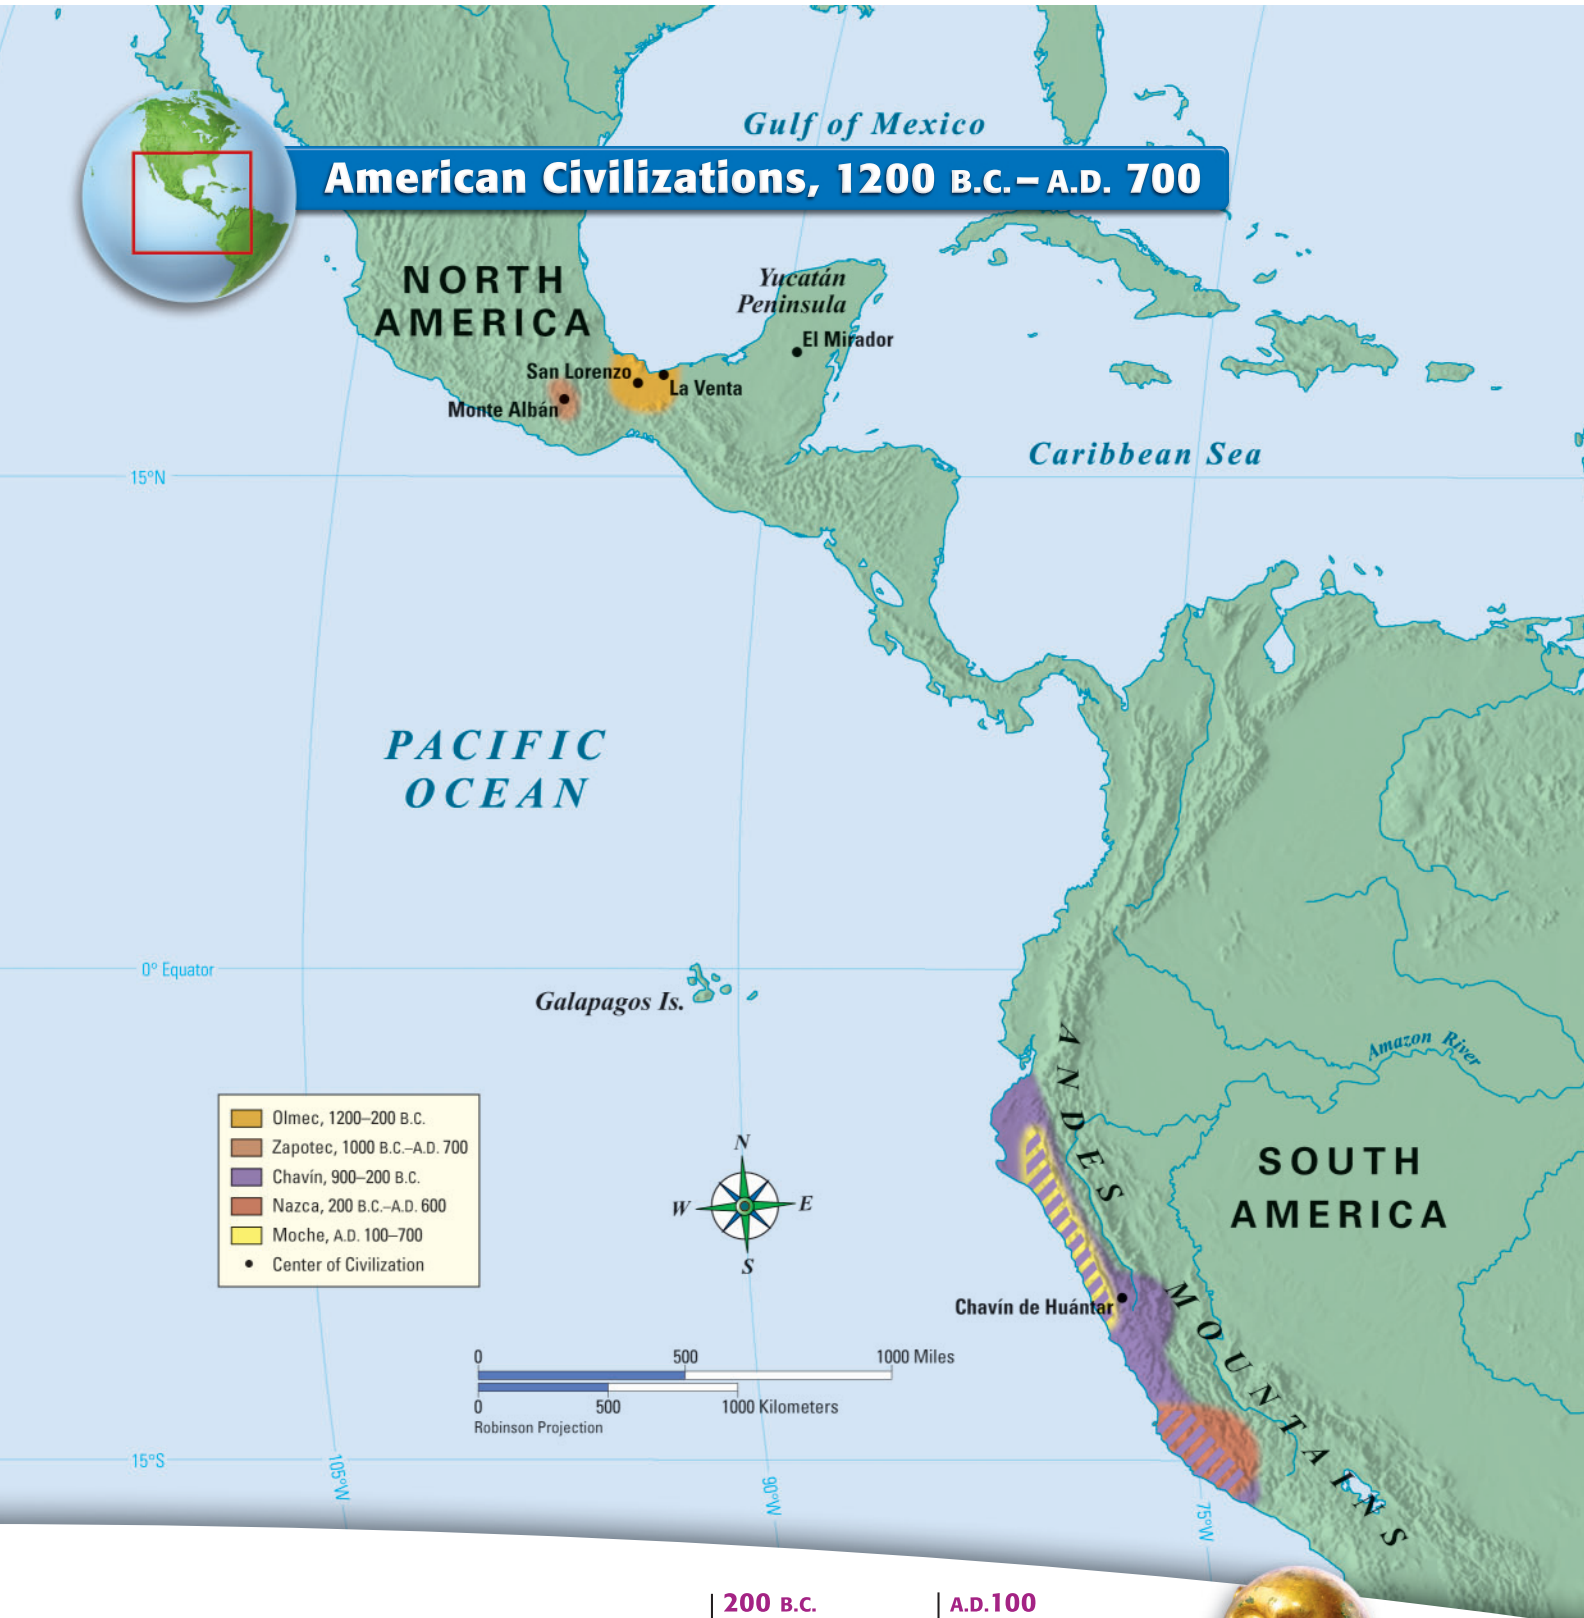 Gulf of Mexico
American Civilizations, 1200 B.C.–A.D. 700
NORTH
AMERICA
Yucatán
Peninsula
El Mirador
San Lorenzo
La Venta
Monte Albán
Caribbean Sea
15°N
PACIFIC
OCEAN
0° Equator
Galapagos Is.
Amazon River
ANDES MOUNTAINS
SOUTH
AMERICA
Olmec, 1200–200 B.C.
Zapotec, 1000 B.C.–A.D. 700
Chavín, 900–200 B.C.
Nazca, 200 B.C.–A.D. 600
Moche, A.D. 100–700
Center of Civilization
N
W
E
S
Chavín de Huántar
0 500 1000 Miles
0 500 1000 Kilometers
Robinson Projection
15°S
105°W
90°W
75°W
200 B.C.
A.D.100